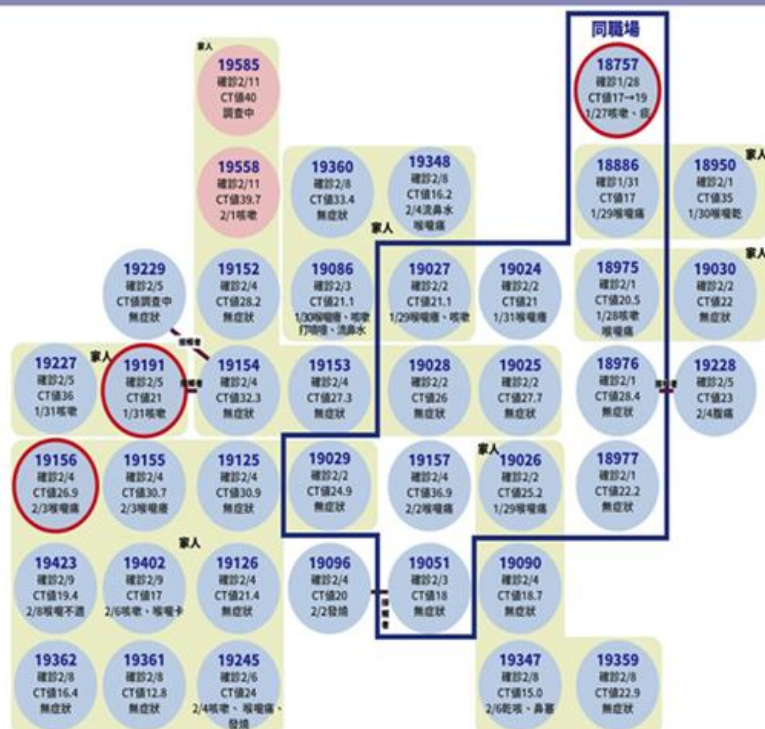 同職場
家人
19585
確診2/11
CT值40
調查中
18757
確診1/28
CT值17→19
1/27咳嗽、
19558
確診2/11
CT值39.7
2/1咳嗽
19360
確診2/8
CT值33.4
無症狀
19348
確診2/8
CT值16.2
2/4流鼻水
喉嚨痛
18886
確診1/31
CT值17
1/29喉嚨痛
18950
確診2/1
CT值35
1/30喉嚨乾
家人
家人
19229
確診2/5
CT值調查中
無症狀
19152
確診2/4
CT值28.2
無症狀
19086
確診2/3
CT值21.1
1/30喉嚨癢、咳嗽
打噴嚏、流鼻水
19027
確診2/2
CT值21.1
1/29喉嚨癢、咳嗽
19024
確診2/2
CT值21
1/31喉嚨癢
18975
確診2/1
CT值20.5
1/28咳嗽
喉嚨痛
19030
確診2/2
CT值22
無症狀
家人
接觸者
19227
確診2/5
CT值36
1/31咳嗽
家人
19191
確診2/5
CT值21
1/31咳嗽
接觸者
19154
確診2/4
CT值32.3
無症狀
19153
確診2/4
CT值27.3
無症狀
19028
確診2/2
CT值26
無症狀
19025
確診2/2
CT值27.7
無症狀
18976
確診2/1
CT值28.4
無症狀
接觸者
19228
確診2/5
CT值23
2/4腹痛
19156
確診2/4
CT值26.9
2/3喉嚨痛
19155
確診2/4
CT值30.7
2/3喉嚨癢
19125
確診2/4
CT值30.9
無症狀
19029
確診2/2
CT值24.9
無症狀
19157
確診2/4
CT值36.9
2/2喉嚨痛
家人
19026
確診2/2
CT值25.2
1/29喉嚨痛
18977
確診2/1
CT值22.2
無症狀
家人
19423
確診2/9
CT值19.4
2/8喉嚨不適
19402
確診2/9
CT值17
2/6咳嗽、喉嚨卡
19126
確診2/4
CT值21.4
無症狀
19096
確診2/4
CT值20
2/2發燒
接觸者
19051
確診2/3
CT值18
無症狀
19090
確診2/4
CT值18.7
無症狀
19362
確診2/8
CT值16.4
無症狀
19361
確診2/8
CT值12.8
無症狀
19245
確診2/6
CT值24
2/4咳嗽、喉嚨痛、
發燒
19347
確診2/8
CT值15.0
2/6乾咳、鼻塞
19359
確診2/8
CT值22.9
無症狀